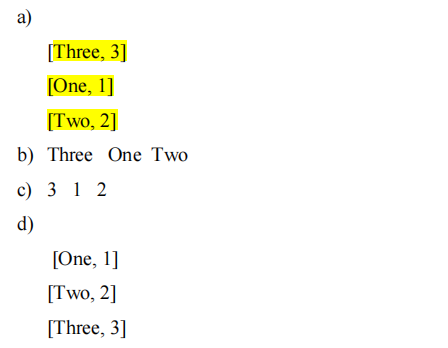 a)
[Three, 3]
[One, 1]
[Two, 2]
b) Three One Two
c) 3 1 2
d)
[One, 1]
[Two, 2]
[Three, 3]